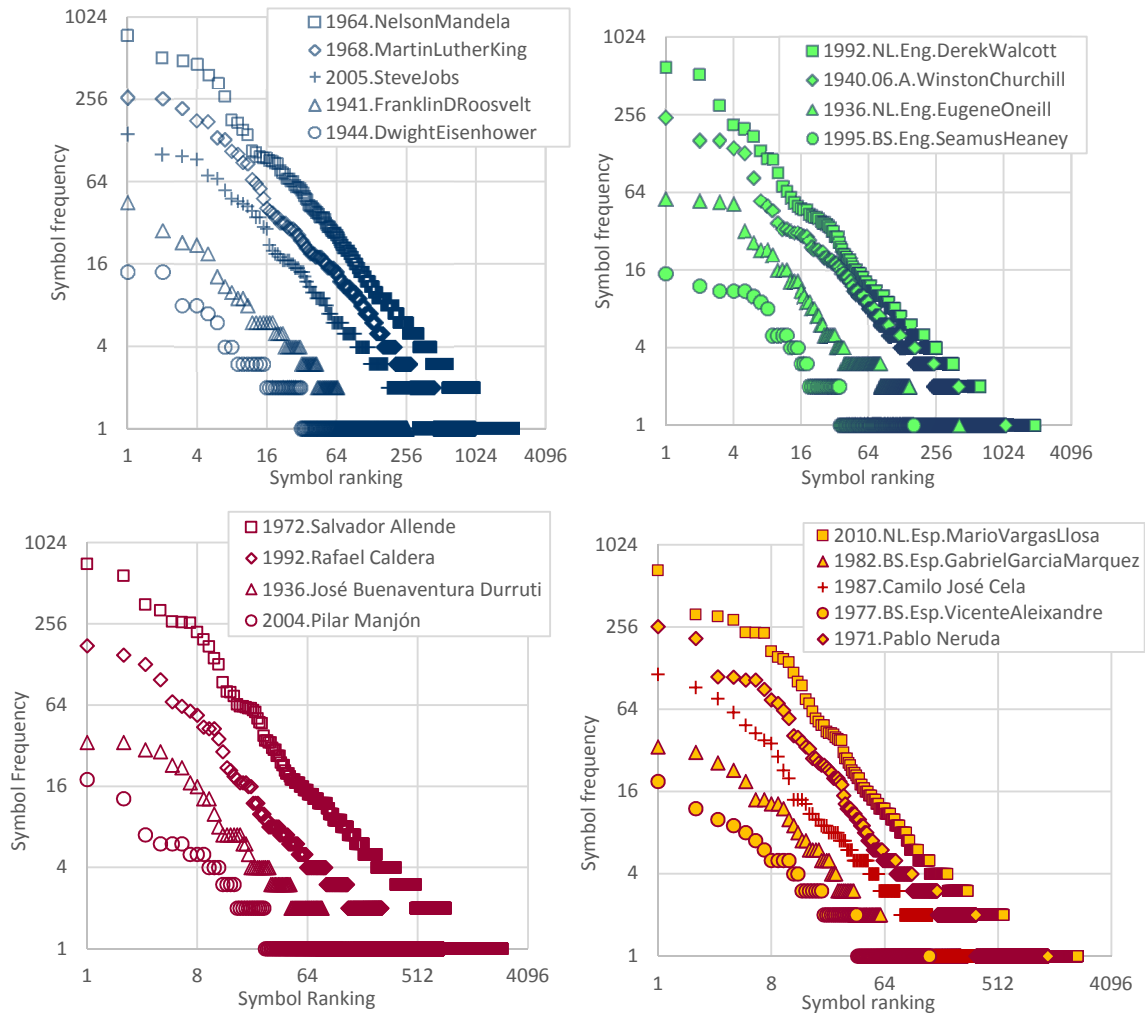 1024
256
64
16
4
1
Symbol frequency
1964.NelsonMandela
1968.MartinLutherKing
2005.SteveJobs
1941.FranklinDRoosvelt
1944.DwightEisenhower
1 4 16 64 256 1024 4096
Symbol ranking
1024
256
64
16
4
1
Symbol frequency
1992.NL.Eng.DerekWalcott
1940.06.A.WinstonChurchill
1936.NL.Eng.EugeneOneill
1995.BS.Eng.SeamusHeaney
1 4 16 64 256 1024 4096
Symbol ranking
1024
256
64
16
4
1
Symbol Frequency
1972.Salvador Allende
1992.Rafael Caldera
1936.José Buenaventura Durruti
2004.Pilar Manjón
1 8 64 512 4096
Symbol Ranking
1024
256
64
16
4
1
Symbol frequency
2010.NL.Esp.MarioVargasLlosa
1982.BS.Esp.GabrielGarciaMarquez
1987.Camilo José Cela
1977.BS.Esp.VicenteAleixandre
1971.Pablo Neruda
1 8 64 512 4096
Symbol ranking